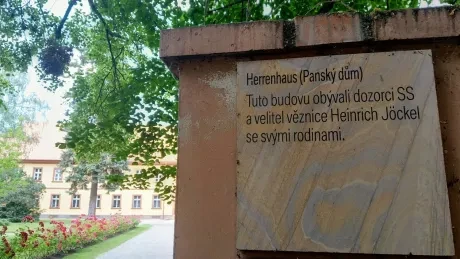 Herrenhaus (Panský dům)
Tuto budovu obývali dozorci SS
a velitel věznice Heinrich Jöckel
se svými rodinami.